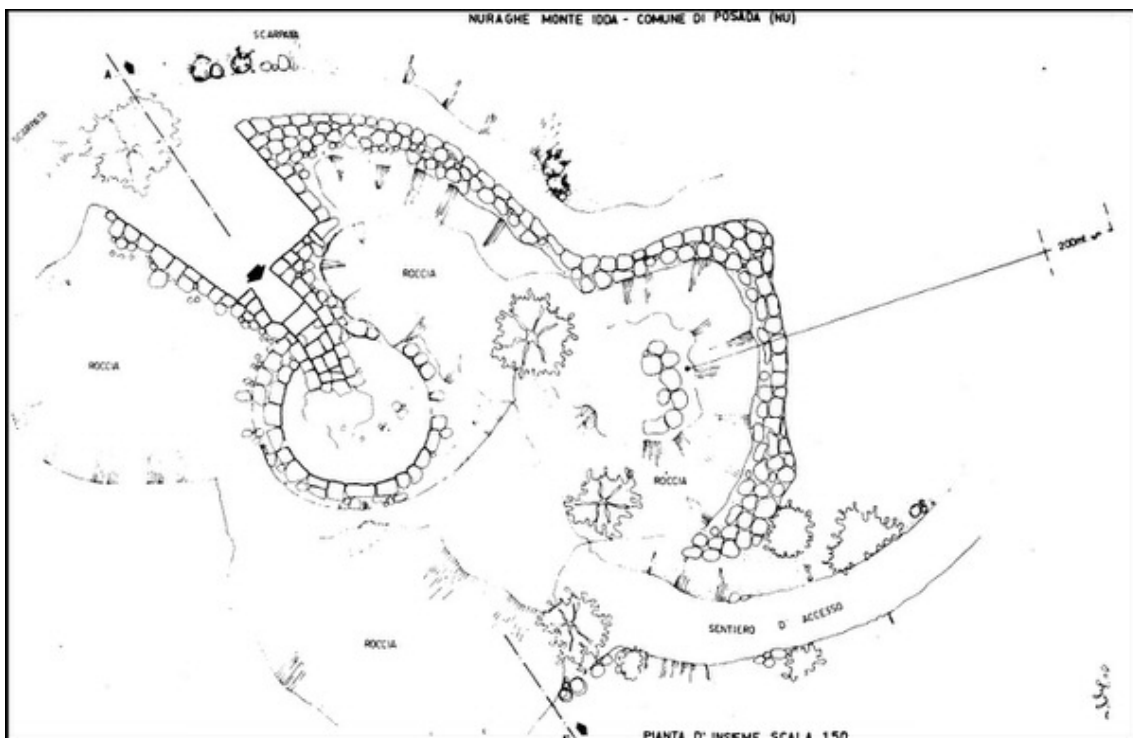 NURAGHE MONTE IDDA - COMUNE DI POSADA (NU)
SCARPATA
A
SCARPATA
ROCCIA
ROCCIA
ROCCIA
ROCCIA
SENTIERO D' ACCESSO
PIANTA D' INSIEME SCALA 1:50